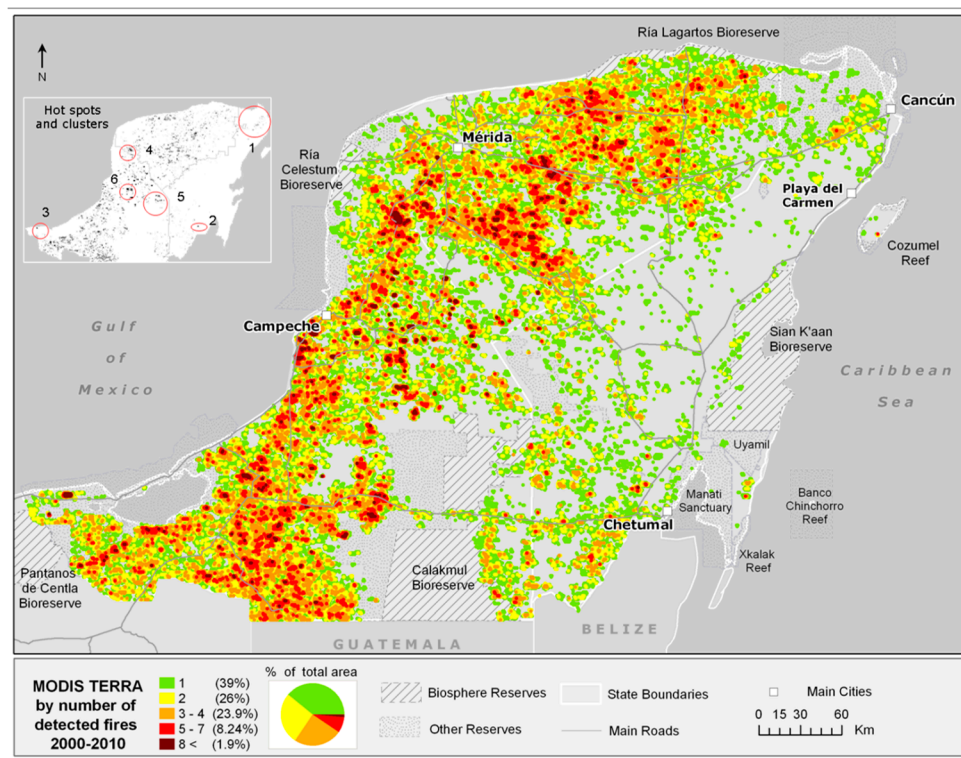 Ría Lagartos Bioreserve
N
Hot spots
and clusters
1
2
3
4
5
6
Cancún
Mérida
Ría
Celestum
Bioreserve
Playa del
Carmen
Cozumel
Reef
Campeche
Gulf
of
Mexico
Sian K'aan
Bioreserve
Caribbean
Sea
Uyamil
Manati
Sanctuary
Banco
Chinchorro
Reef
Chetumal
Xkalak
Reef
Pantanos
de Centla
Bioreserve
Calakmul
Bioreserve
GUATEMALA
BELIZE
MODIS TERRA
by number of
detected fires
2000-2010
1 (39%)
2 (26%)
3 - 4 (23.9%)
5 - 7 (8.24%)
8 < (1.9%)
% of total area
Biosphere Reserves
Other Reserves
State Boundaries
Main Roads
Main Cities
0 15 30 60
Km